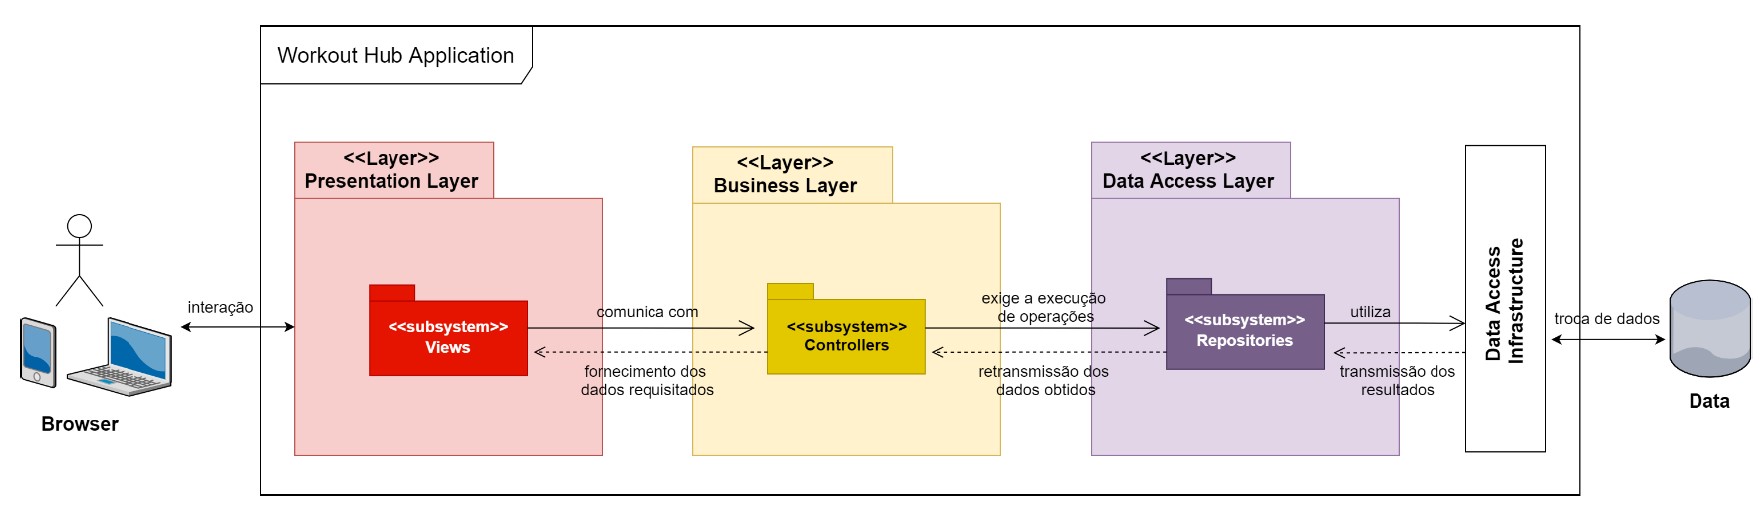 Workout Hub Application
<<Layer>>
Presentation Layer
<<Layer>>
Business Layer
<<Layer>>
Data Access Layer
interação
<<subsystem>>
Views
comunica com
fornecimento dos
dados requisitados
<<subsystem>>
Controllers
exige a execução
de operações
retransmissão dos
dados obtidos
<<subsystem>>
Repositories
utiliza
transmissão dos
resultados
Data Access
Infrastructure
troca de dados
Browser
Data